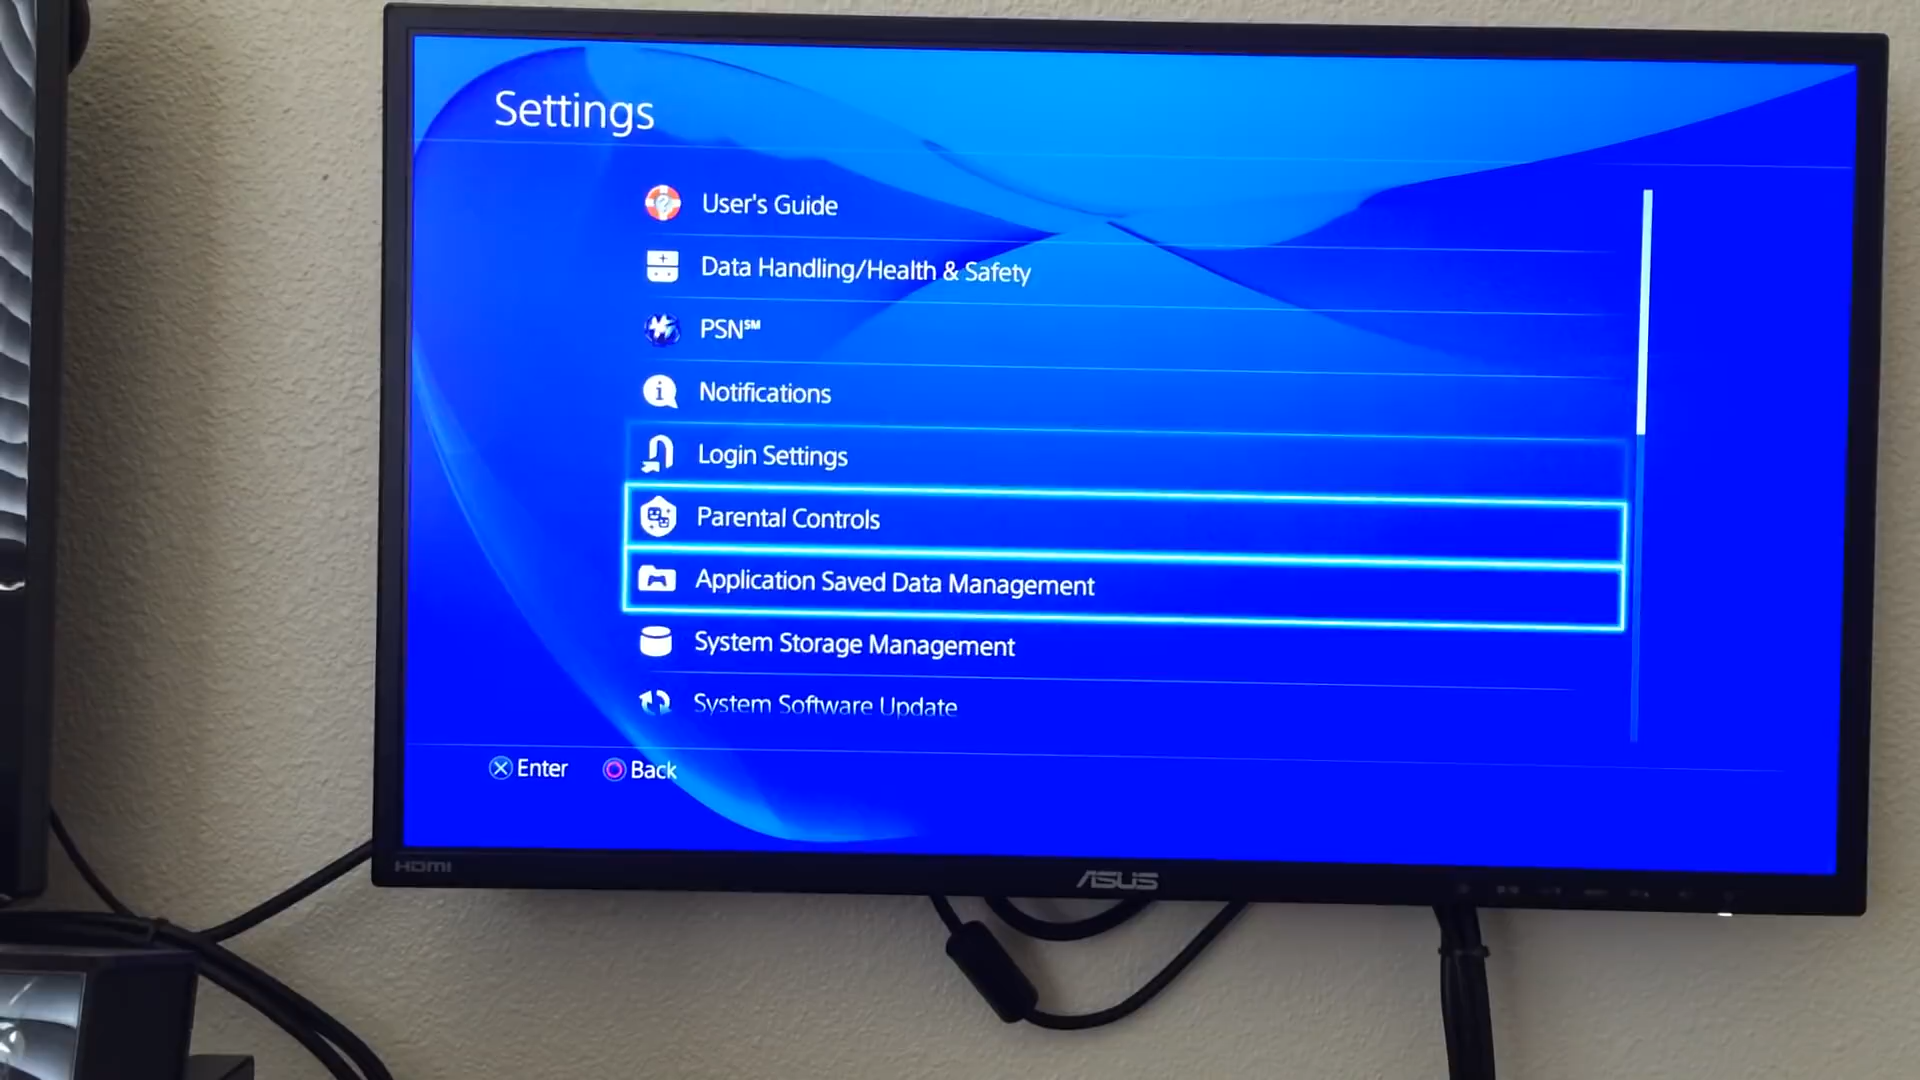 Settings
User's Guide
Data Handling/Health & Safety
PSN℠
Notifications
Login Settings
Parental Controls
Application Saved Data Management
System Storage Management
System Software Update
Enter
Back
HDMI
ASUS